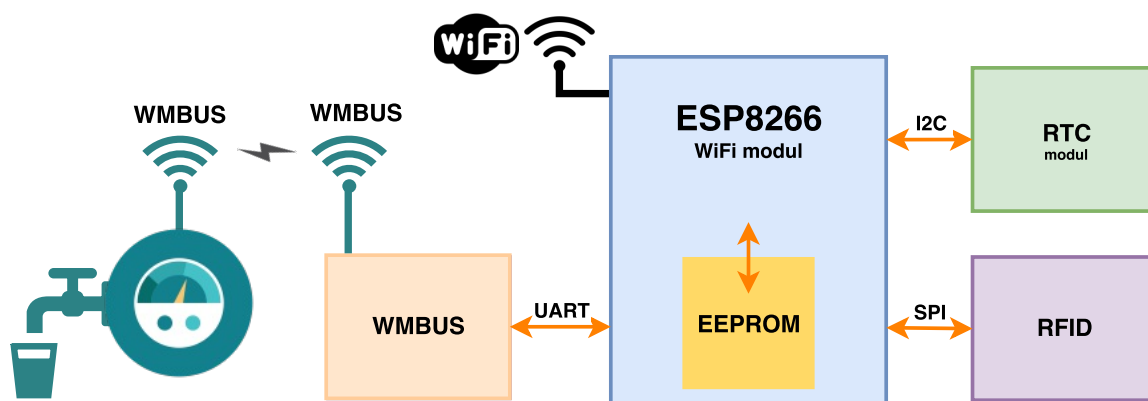 WiFi
WMBUS
WMBUS
ESP8266
WiFi modul
I2C
RTC
modul
WMBUS
UART
EEPROM
SPI
RFID